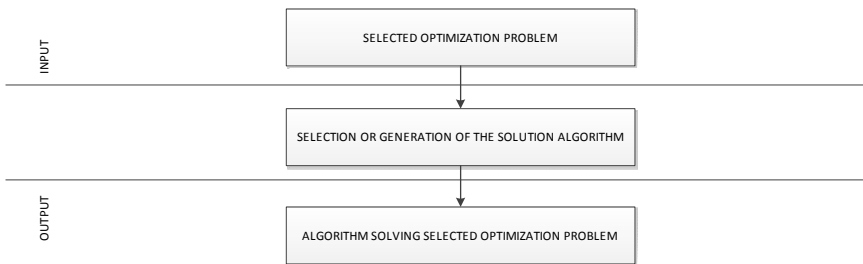 INPUT
SELECTED OPTIMIZATION PROBLEM
SELECTION OR GENERATION OF THE SOLUTION ALGORITHM
OUTPUT
ALGORITHM SOLVING SELECTED OPTIMIZATION PROBLEM